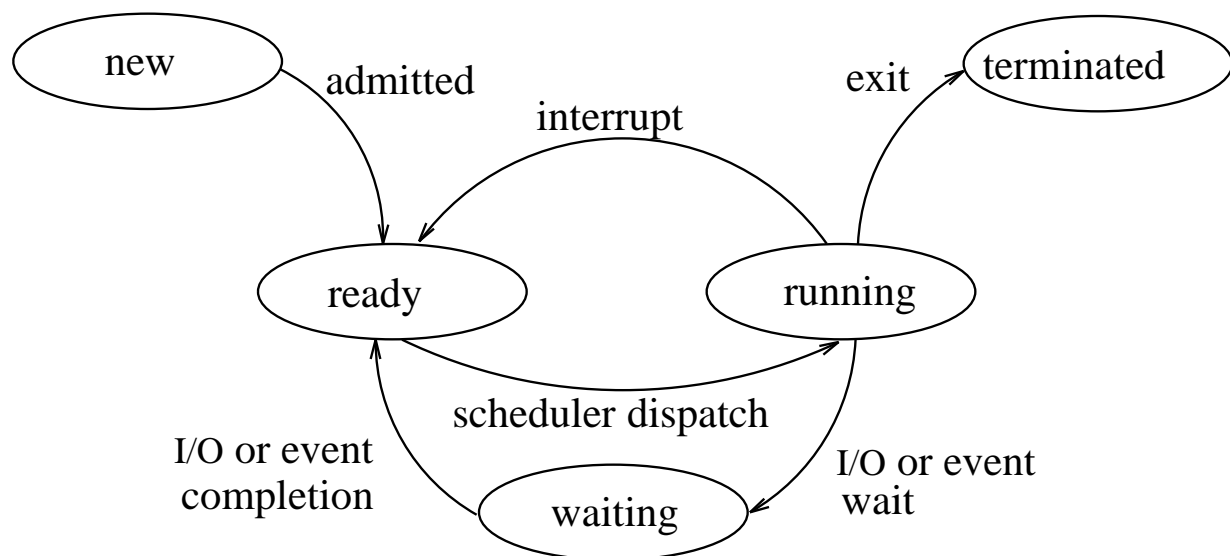 new
admitted
interrupt
exit
terminated
ready
running
scheduler dispatch
I/O or event
completion
waiting
I/O or event
wait